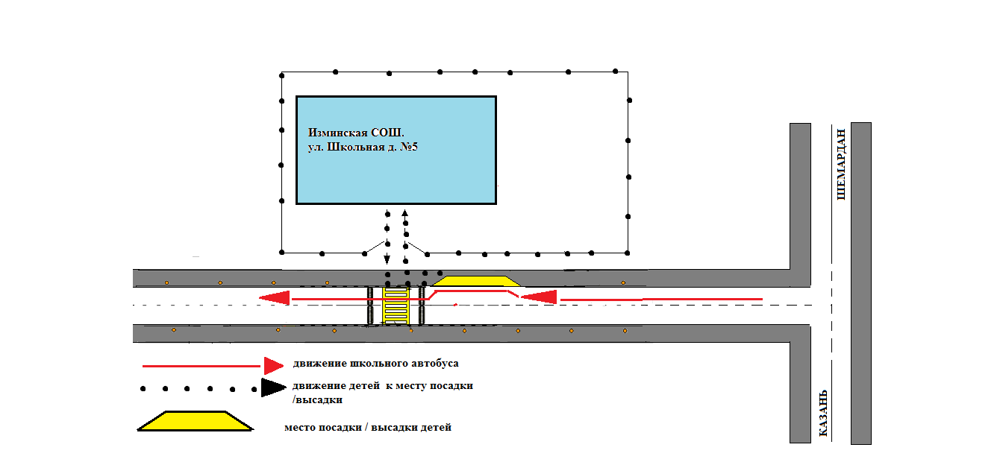 Изминская СОШ.
ул. Школьная д. №5
ШЕМАРДАН
КАЗАНЬ
движение школьного автобуса
движение детей к месту посадки
/высадки
место посадки / высадки детей